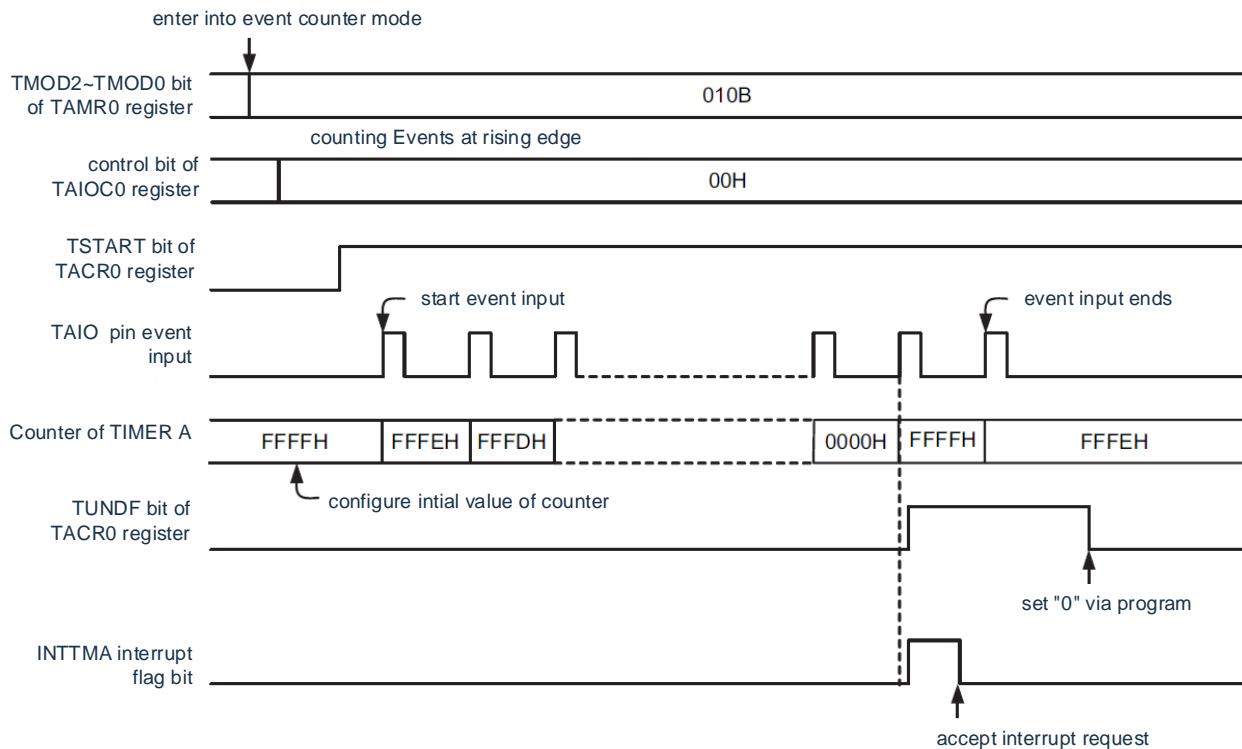 enter into event counter mode
TMOD2~TMOD0 bit
of TAMR0 register
010B
counting Events at rising edge
control bit of
TAIOC0 register
00H
TSTART bit of
TACR0 register
start event input
event input ends
TAIO pin event
input
Counter of TIMER A
FFFFH
FFFEH
FFFDH
0000H
FFFFH
FFFEH
configure intial value of counter
TUNDF bit of
TACR0 register
set "0" via program
INTTMA interrupt
flag bit
accept interrupt request